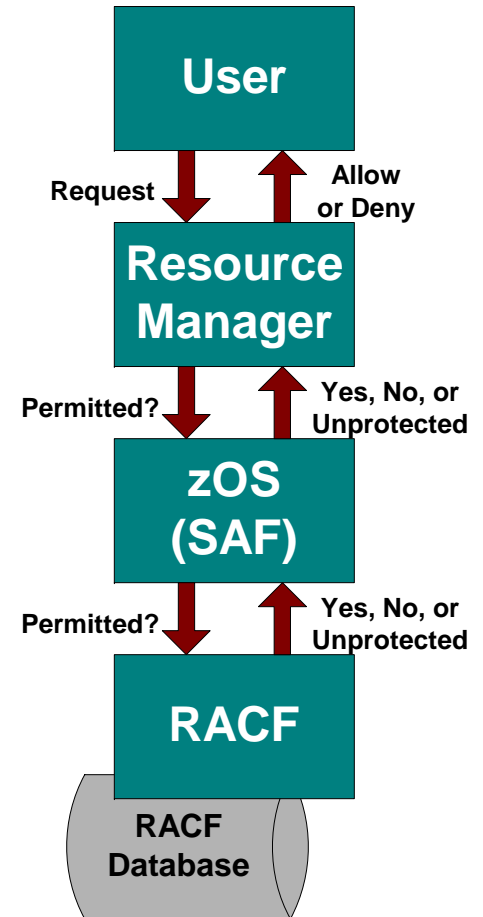 User
Request
Allow
or Deny
Resource
Manager
Permitted?
Yes, No, or
Unprotected
zOS
(SAF)
Permitted?
Yes, No, or
Unprotected
RACF
RACF
Database